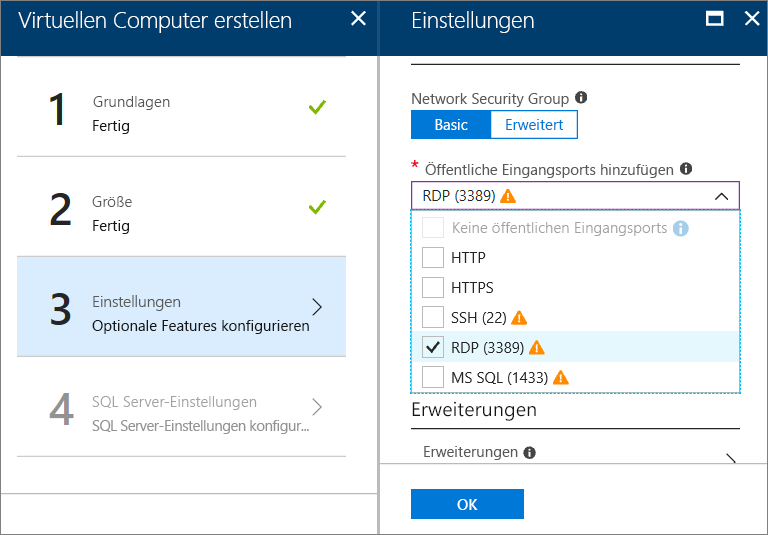 Virtuellen Computer erstellen
1
Grundlagen
Fertig
2
Größe
Fertig
3
Einstellungen
Optionale Features konfigurieren
4
SQL Server-Einstellungen
SQL Server-Einstellungen konfigur...
Einstellungen
Network Security Group
Basic Erweitert
* Öffentliche Eingangsports hinzufügen
RDP (3389)
Keine öffentlichen Eingangsports
HTTP
HTTPS
SSH (22)
RDP (3389)
MS SQL (1433)
Erweiterungen
Erweiterungen
OK